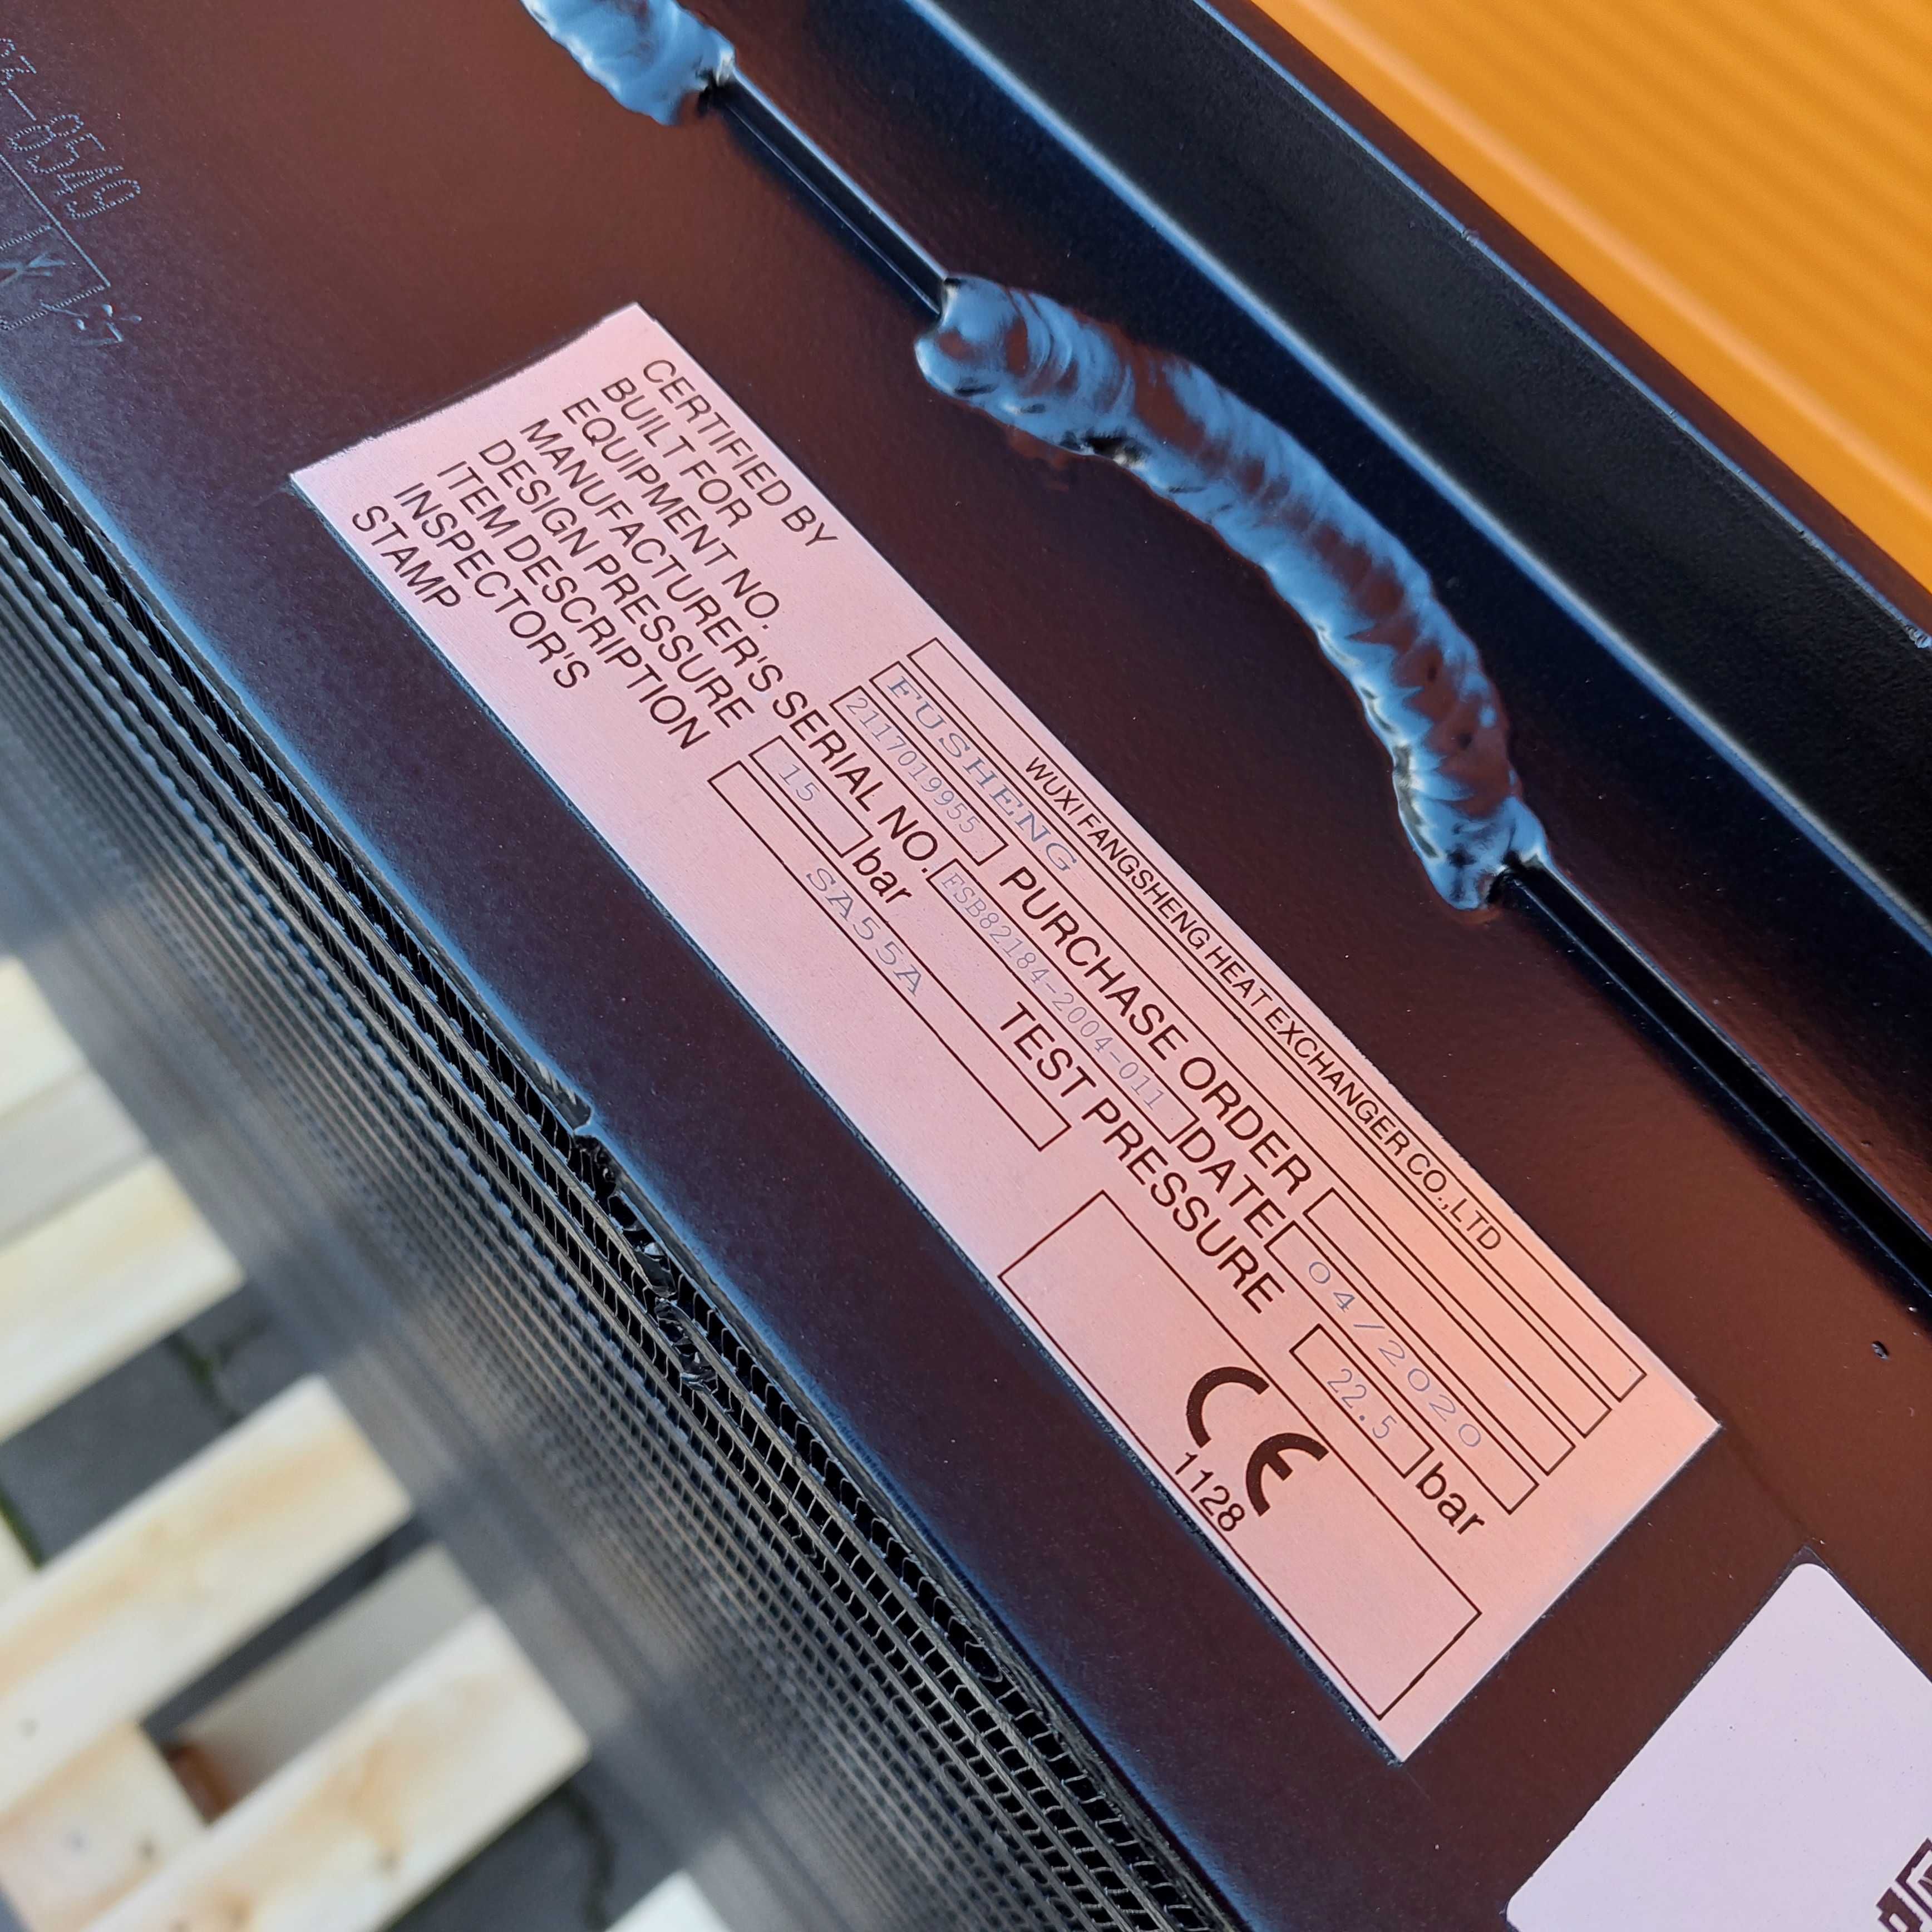 WUXI FANGSHENG HEAT EXCHANGER CO.,LTD
CERTIFIED BY
BUILT FOR FUSHENG
EQUIPMENT NO. 2117019955 PURCHASE ORDER
MANUFACTURER'S SERIAL NO. FSB82184-2004-011 DATE 04/2020
DESIGN PRESSURE 15 bar TEST PRESSURE 22.5 bar
ITEM DESCRIPTION SA55A
INSPECTOR'S
STAMP
CE
1128
-8549